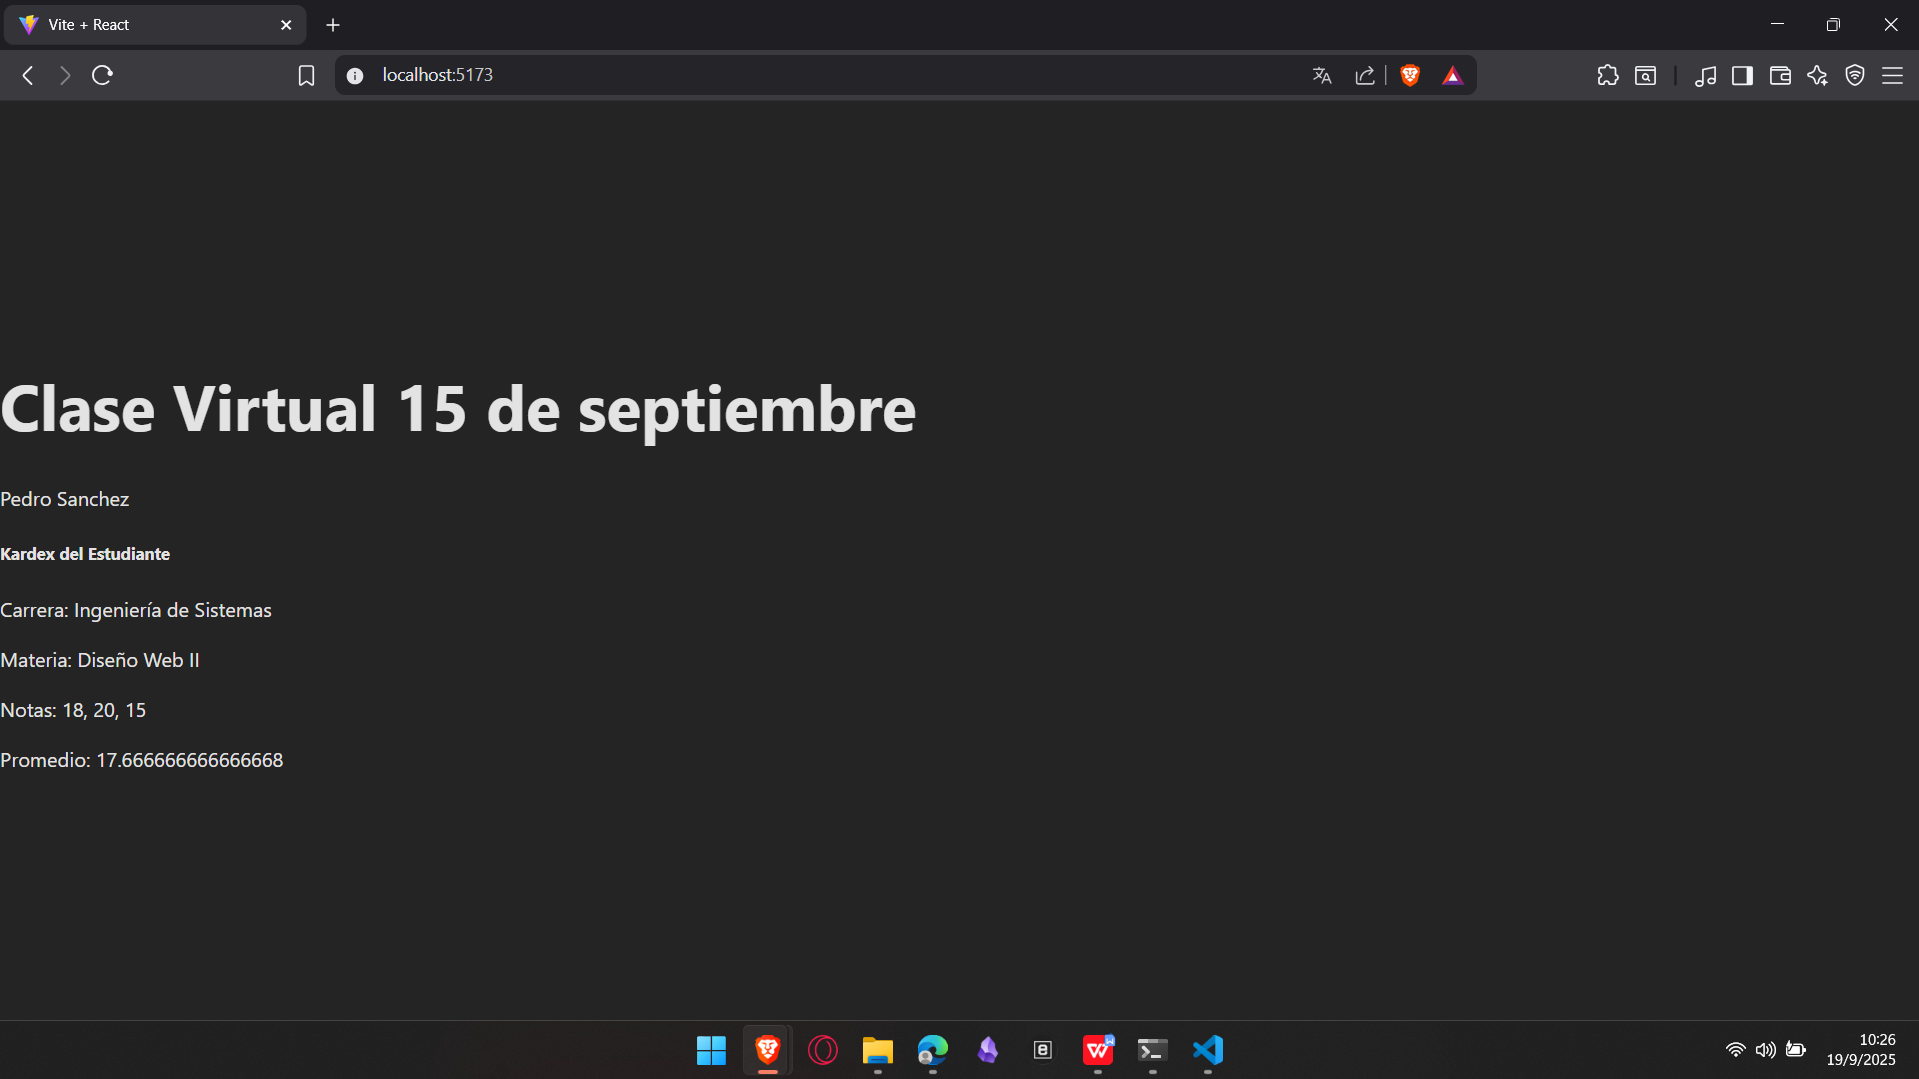 Vite + React
localhost:5173
Clase Virtual 15 de septiembre
Pedro Sanchez
Kardex del Estudiante
Carrera: Ingeniería de Sistemas
Materia: Diseño Web II
Notas: 18, 20, 15
Promedio: 17.666666666666668
10:26
19/9/2025